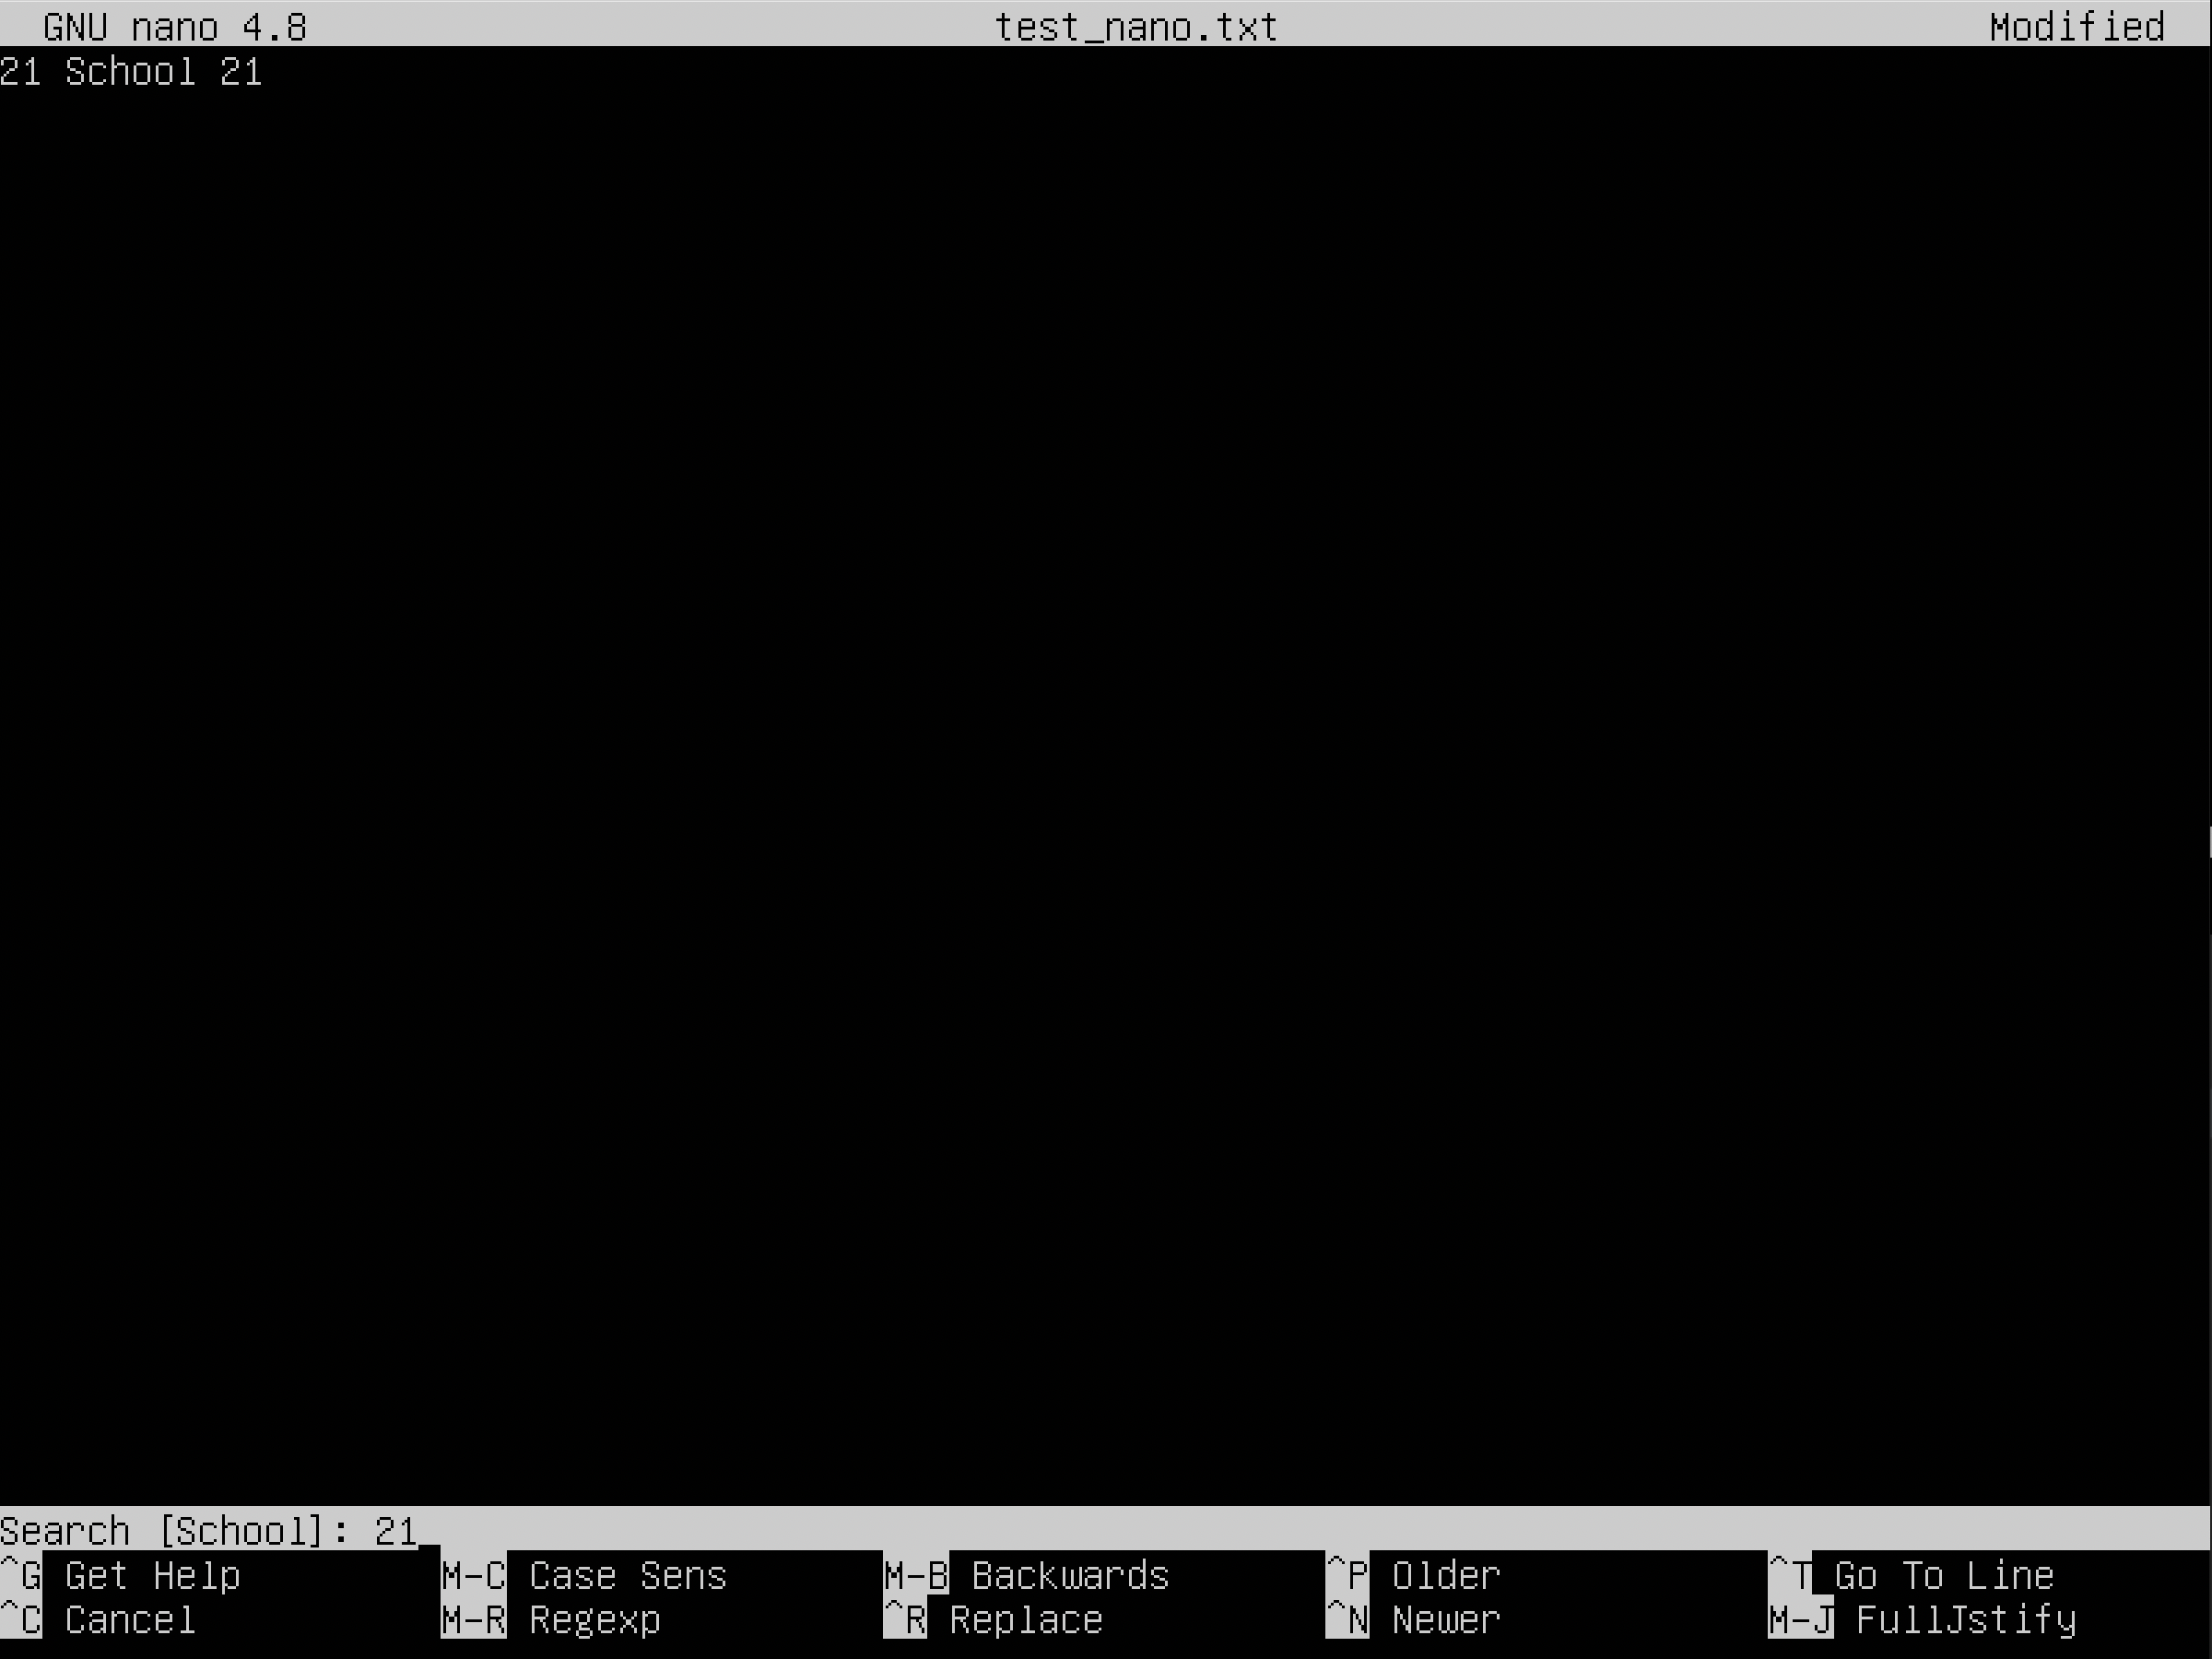 GNU nano 4.8 test_nano.txt Modified
21 School 21
Search [School]: 21
^G Get Help M-C Case Sens M-B Backwards ^P Older ^T Go To Line
^C Cancel M-R Regexp ^R Replace ^N Newer M-J FullJstify